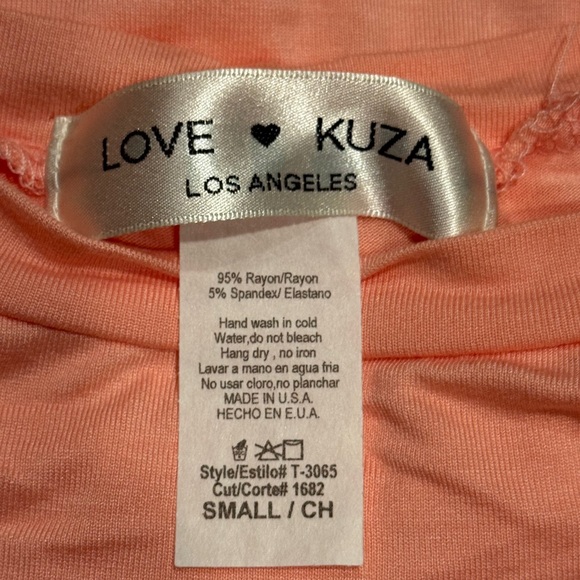 LOVE ♥ KUZA
LOS ANGELES
95% Rayon/Rayon
5% Spandex/ Elastano
Hand wash in cold
Water,do not bleach
Hang dry , no iron
Lavar a mano en agua fria
No usar cloro,no planchar
MADE IN U.S.A.
HECHO EN E.U.A.
Style/Estilo# T-3065
Cut/Corte# 1682
SMALL / CH